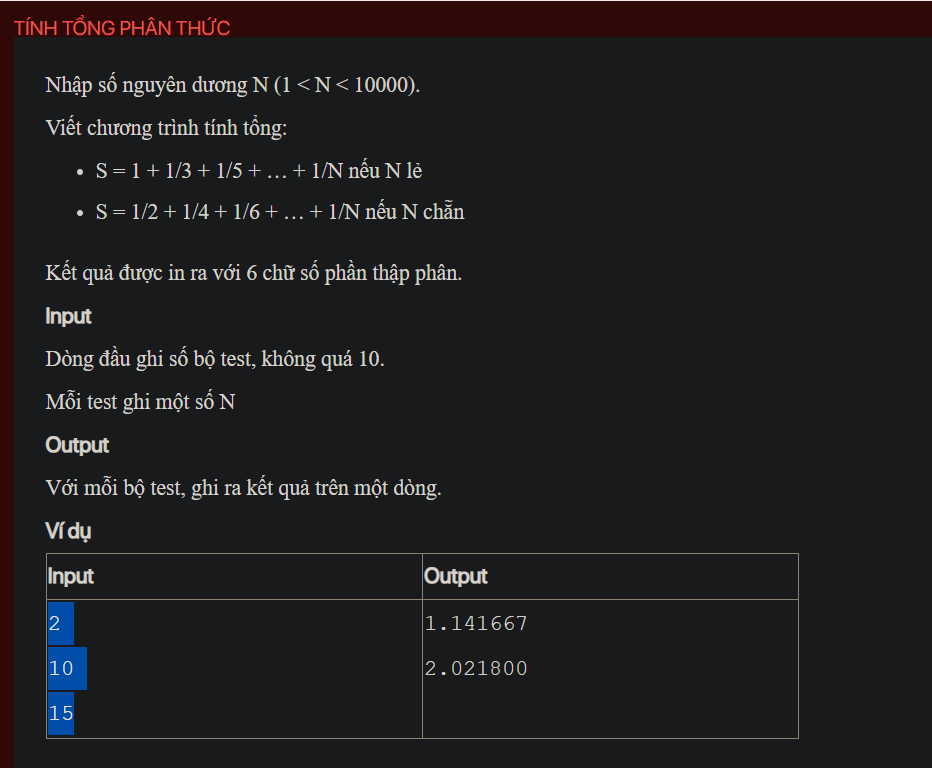 TÍNH TỔNG PHÂN THỨC
Nhập số nguyên dương N (1 < N < 10000).
Viết chương trình tính tổng:
• S = 1 + 1/3 + 1/5 + … + 1/N nếu N lẻ
• S = 1/2 + 1/4 + 1/6 + … + 1/N nếu N chẵn
Kết quả được in ra với 6 chữ số phần thập phân.
Input
Dòng đầu ghi số bộ test, không quá 10.
Mỗi test ghi một số N
Output
Với mỗi bộ test, ghi ra kết quả trên một dòng.
Ví dụ
Input Output
2 1.141667
10 2.021800
15